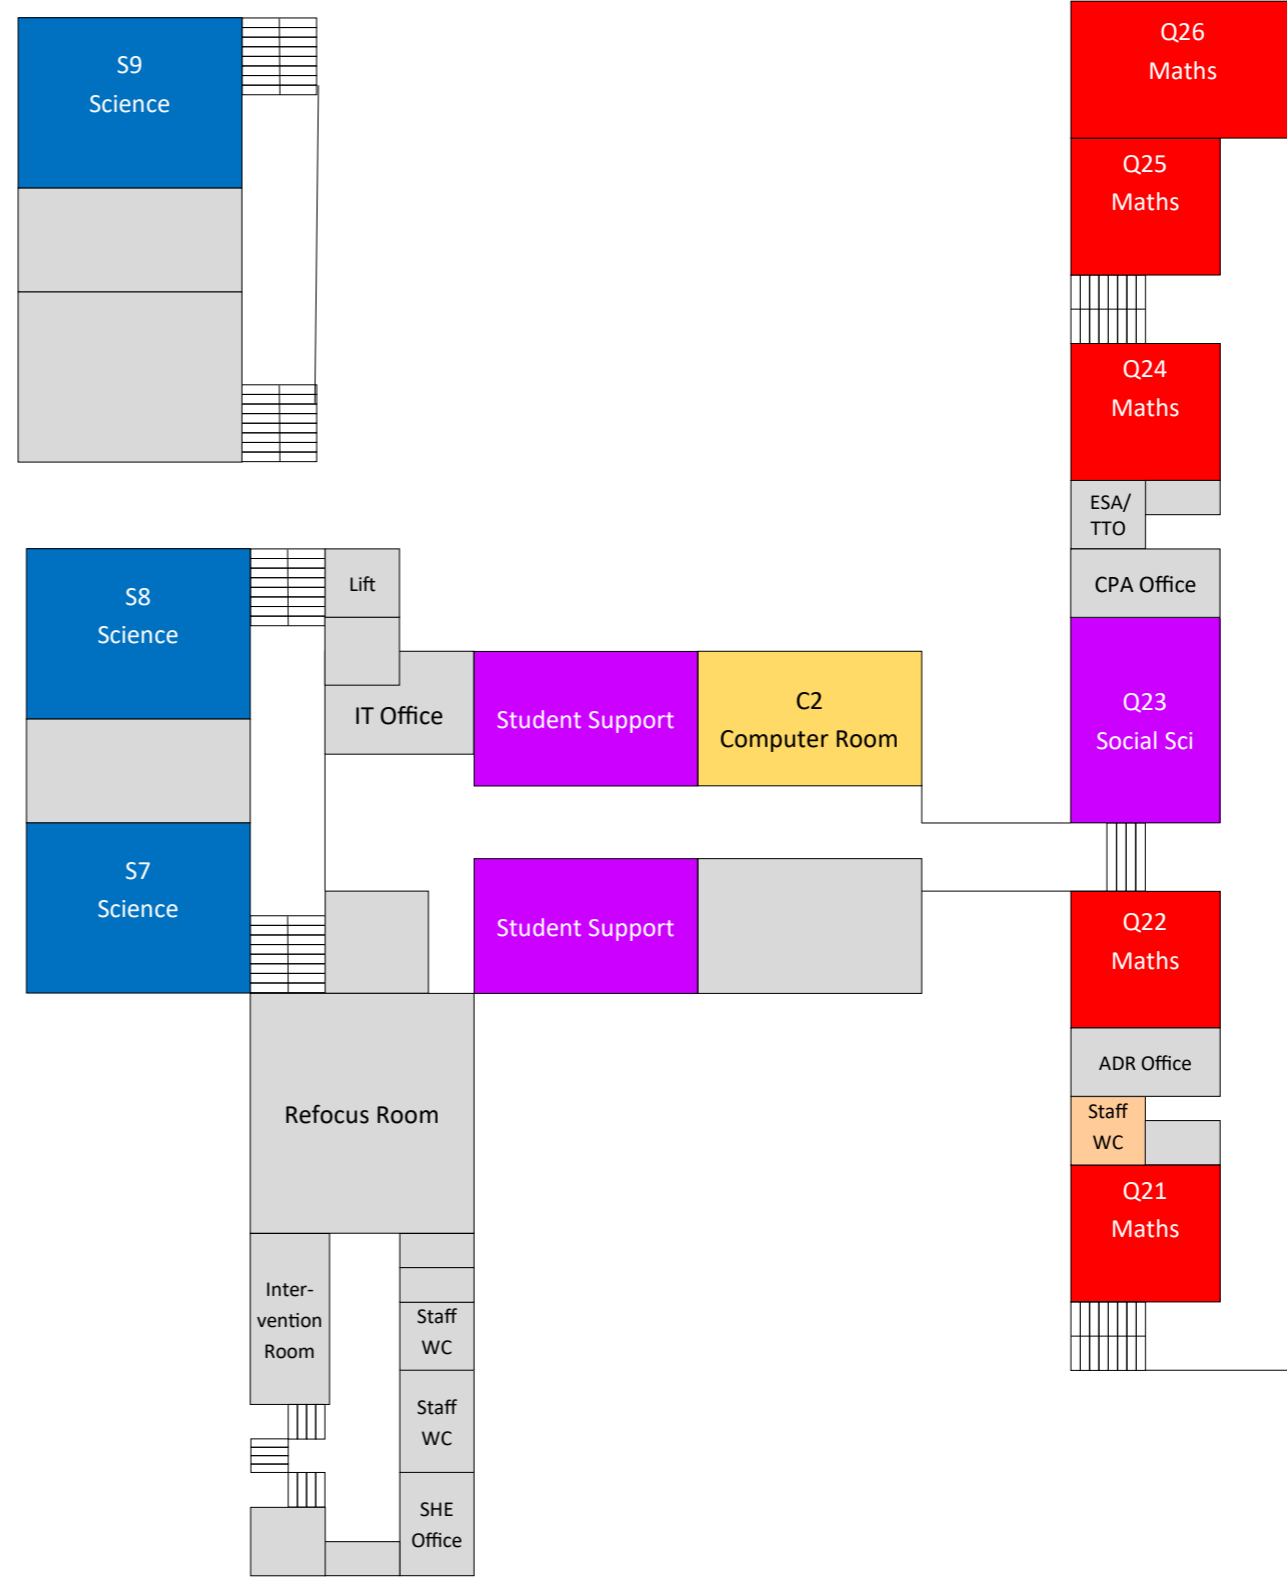 S9
Science
Q26
Maths
Q25
Maths
Q24
Maths
ESA/
TTO
CPA Office
S8
Science
Lift
IT Office
Student Support
C2
Computer Room
Q23
Social Sci
S7
Science
Student Support
Q22
Maths
ADR Office
Refocus Room
Staff
WC
Q21
Maths
Inter-
vention
Room
Staff
WC
Staff
WC
SHE
Office